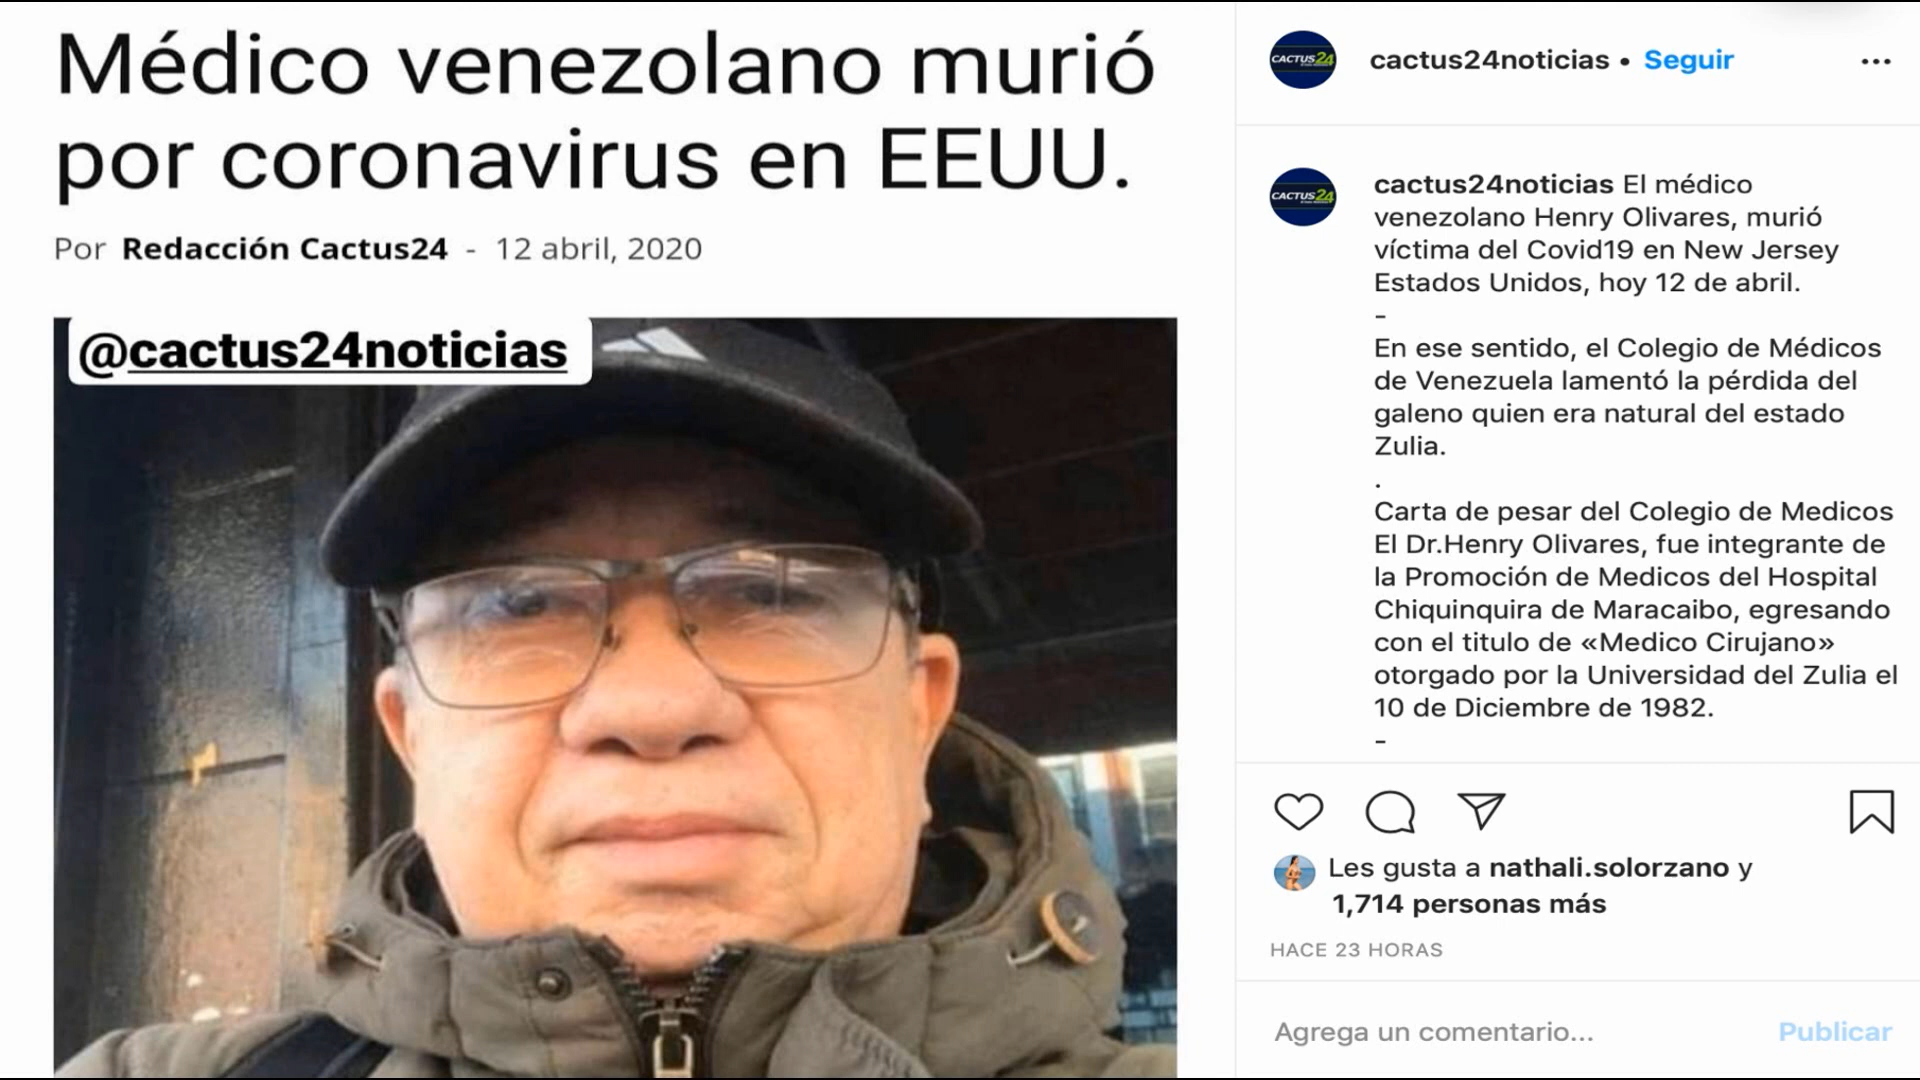 Médico venezolano murió
por coronavirus en EEUU.
Por Redacción Cactus24 - 12 abril, 2020
@cactus24noticias
CACTUS24
cactus24noticias • Seguir
CACTUS24
cactus24noticias El médico
venezolano Henry Olivares, murió
víctima del Covid19 en New Jersey
Estados Unidos, hoy 12 de abril.
-
En ese sentido, el Colegio de Médicos
de Venezuela lamentó la pérdida del
galeno quien era natural del estado
Zulia.
.
Carta de pesar del Colegio de Medicos
El Dr.Henry Olivares, fue integrante de
la Promoción de Medicos del Hospital
Chiquinquira de Maracaibo, egresando
con el titulo de «Medico Cirujano»
otorgado por la Universidad del Zulia el
10 de Diciembre de 1982.
-
Les gusta a nathali.solorzano y
1,714 personas más
HACE 23 HORAS
Agrega un comentario...
Publicar